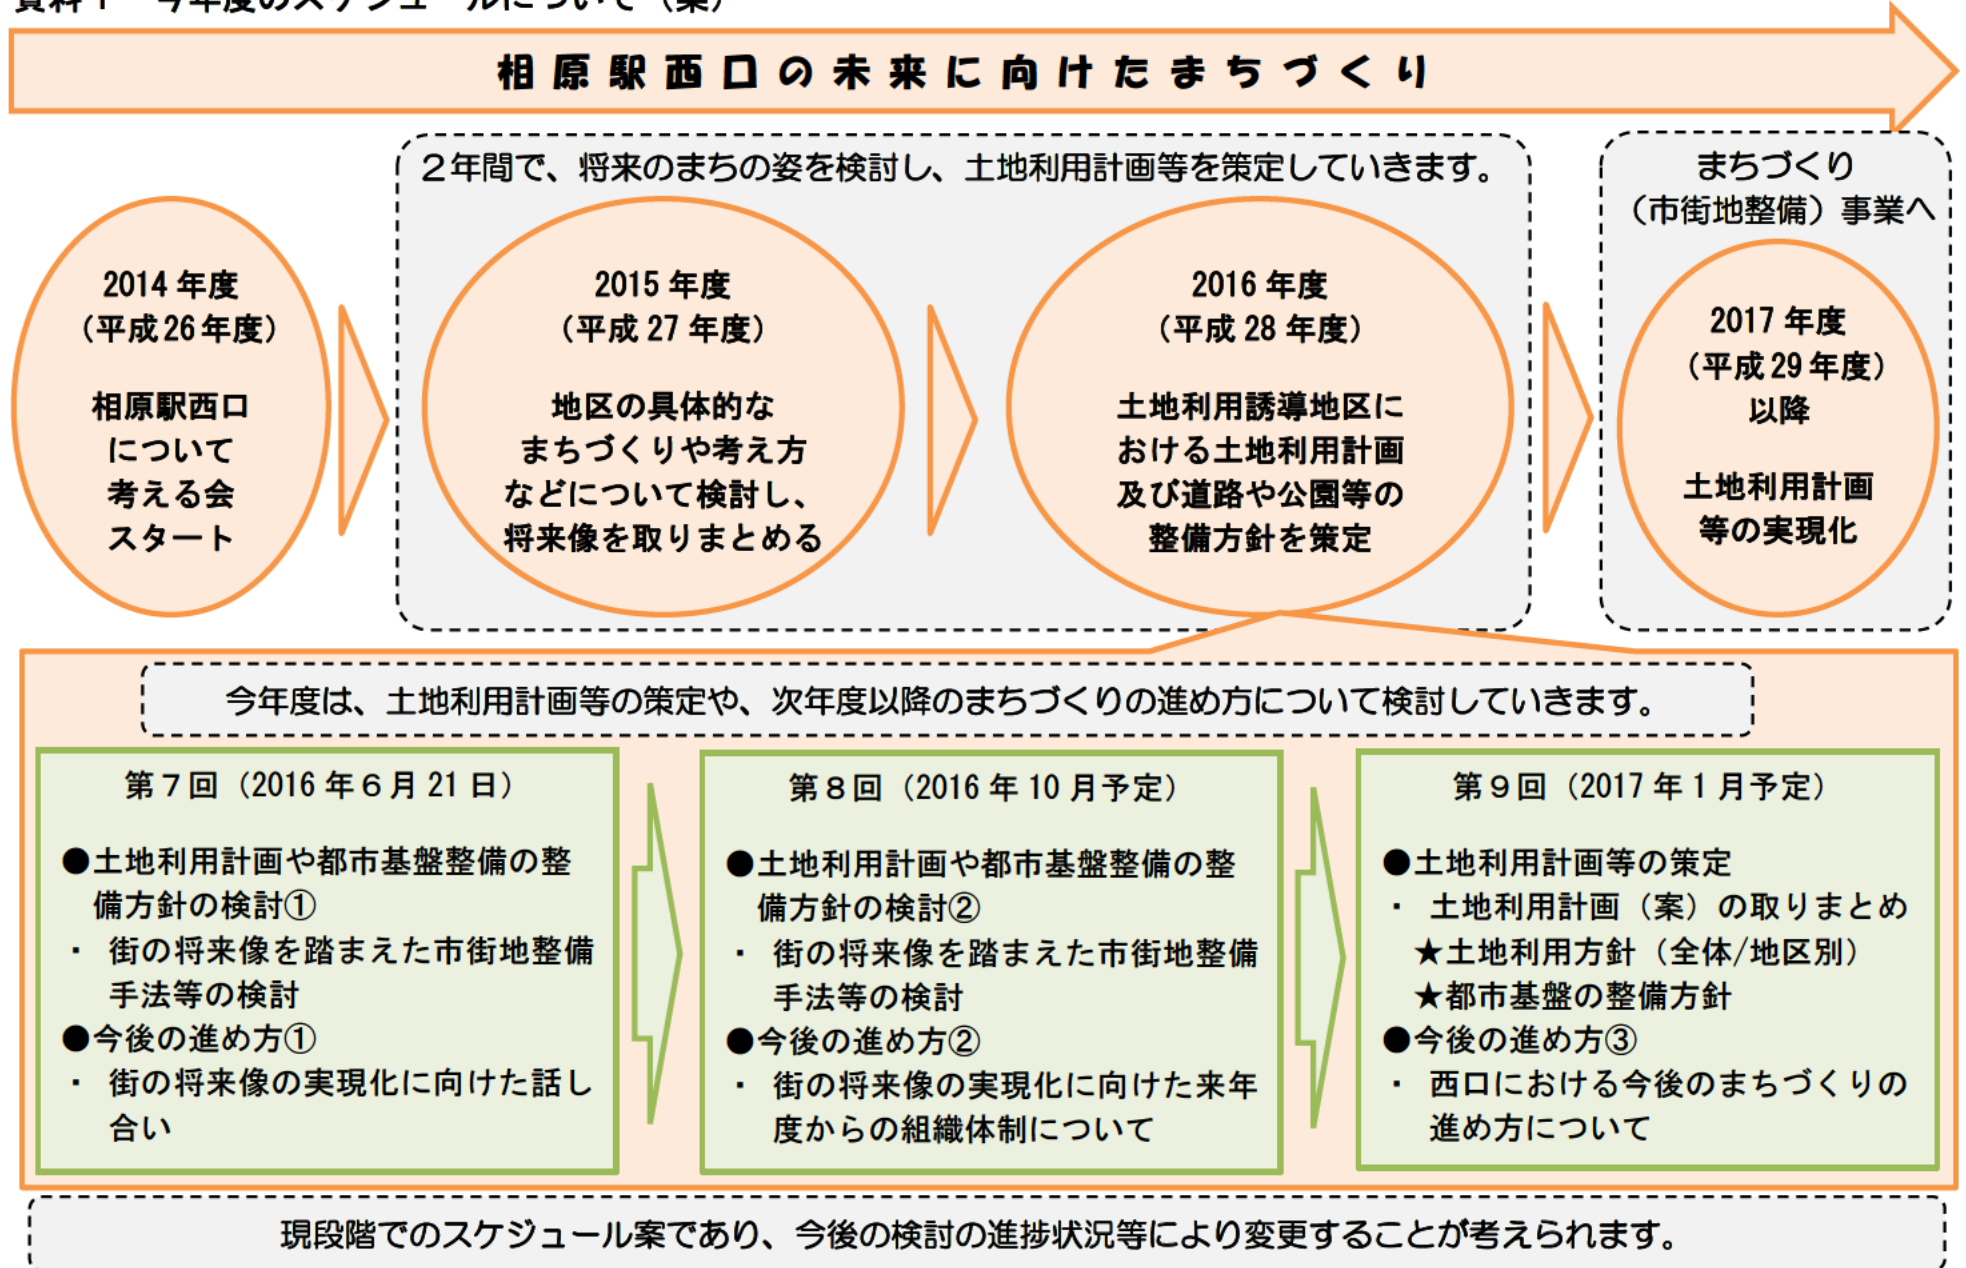 資料1 今年度のスケジュールについて(案)
相原駅西口の未来に向けたまちづくり
2年間で、将来のまちの姿を検討し、土地利用計画等を策定していきます。
まちづくり
(市街地整備)事業へ
2014年度
(平成26年度)
相原駅西口
について
考える会
スタート
2015年度
(平成27年度)
地区の具体的な
まちづくりや考え方
などについて検討し、
将来像を取りまとめる
2016年度
(平成28年度)
土地利用誘導地区に
おける土地利用計画
及び道路や公園等の
整備方針を策定
2017年度
(平成29年度)
以降
土地利用計画
等の実現化
今年度は、土地利用計画等の策定や、次年度以降のまちづくりの進め方について検討していきます。
第7回(2016年6月21日)
●土地利用計画や都市基盤整備の整
備方針の検討①
・ 街の将来像を踏まえた市街地整備
手法等の検討
●今後の進め方①
・ 街の将来像の実現化に向けた話し
合い
第8回(2016年10月予定)
●土地利用計画や都市基盤整備の整
備方針の検討②
・ 街の将来像を踏まえた市街地整備
手法等の検討
●今後の進め方②
・ 街の将来像の実現化に向けた来年
度からの組織体制について
第9回(2017年1月予定)
●土地利用計画等の策定
・ 土地利用計画(案)の取りまとめ
★土地利用方針(全体/地区別)
★都市基盤の整備方針
●今後の進め方③
・ 西口における今後のまちづくりの
進め方について
現段階でのスケジュール案であり、今後の検討の進捗状況等により変更することが考えられます。